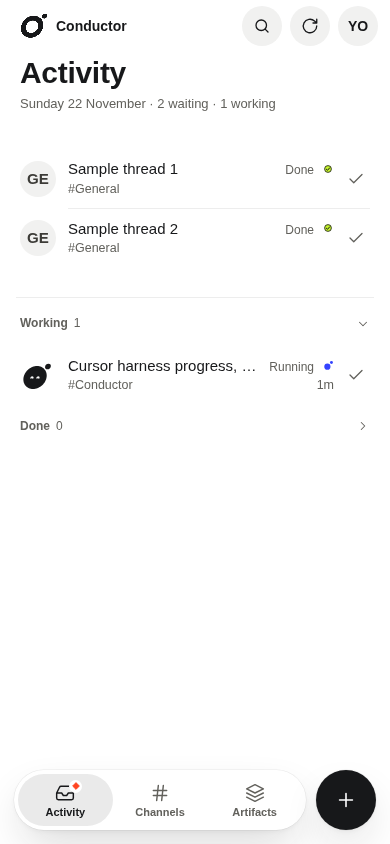 Conductor
YO
Activity
Sunday 22 November · 2 waiting · 1 working
GE
Sample thread 1
Done
#General
GE
Sample thread 2
Done
#General
Working 1
Cursor harness progress, …
Running
#Conductor
1m
Done 0
Activity
Channels
Artifacts